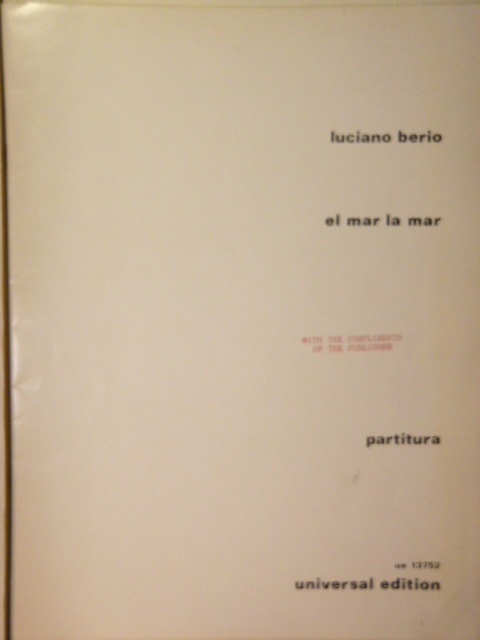 luciano berio
el mar la mar
WITH THE COMPLIMENTS
OF THE PUBLISHER
partitura
ue 13752
universal edition